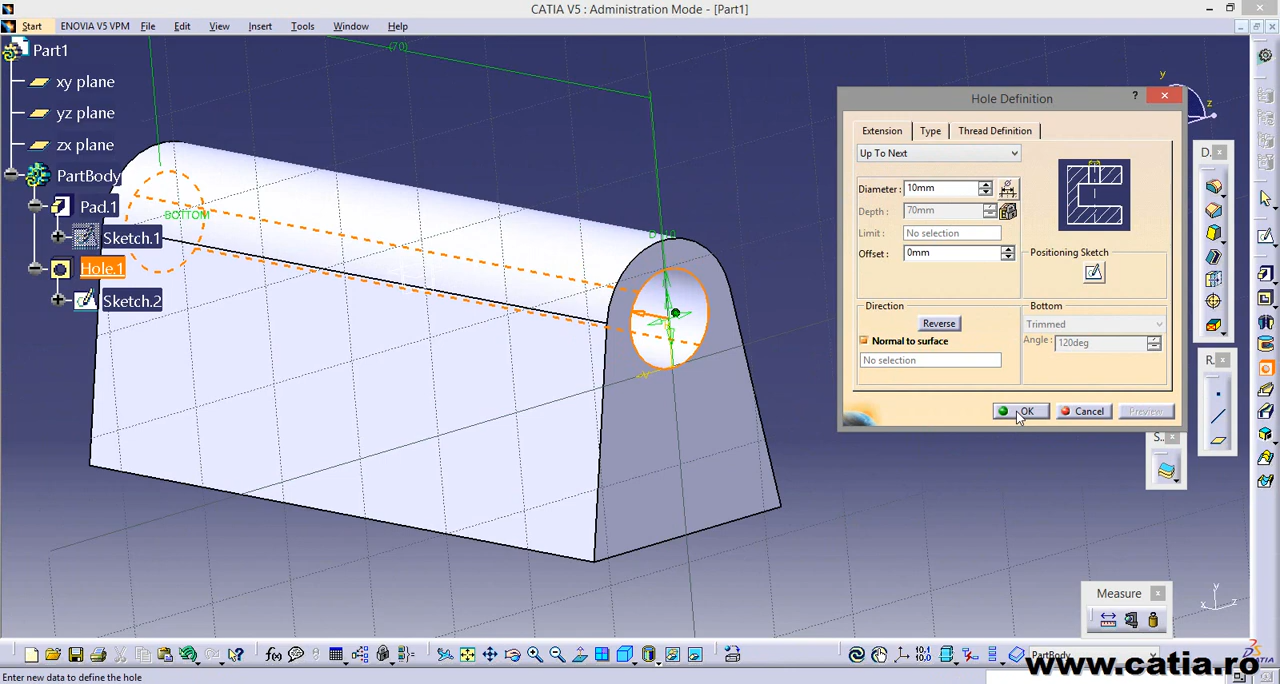 CATIA V5 : Administration Mode - [Part1]
Start ENOVIA V5 VPM File Edit View Insert Tools Window Help
Part1
xy plane
yz plane
zx plane
PartBody
Pad.1
Sketch.1
Hole.1
Sketch.2
(70)
BOTTOM
Hole Definition
?
Extension Type Thread Definition
Up To Next
Diameter : 10mm
Depth : 70mm
Limit : No selection
Offset : 0mm
Positioning Sketch
Direction
Reverse
Normal to surface
No selection
Bottom
Trimmed
Angle : 120deg
OK Cancel Preview
y
z
D..
R..
S..
Measure
y
x z
V
f(x)
PartBody
Enter new data to define the hole
www.catia.ro
CATIA